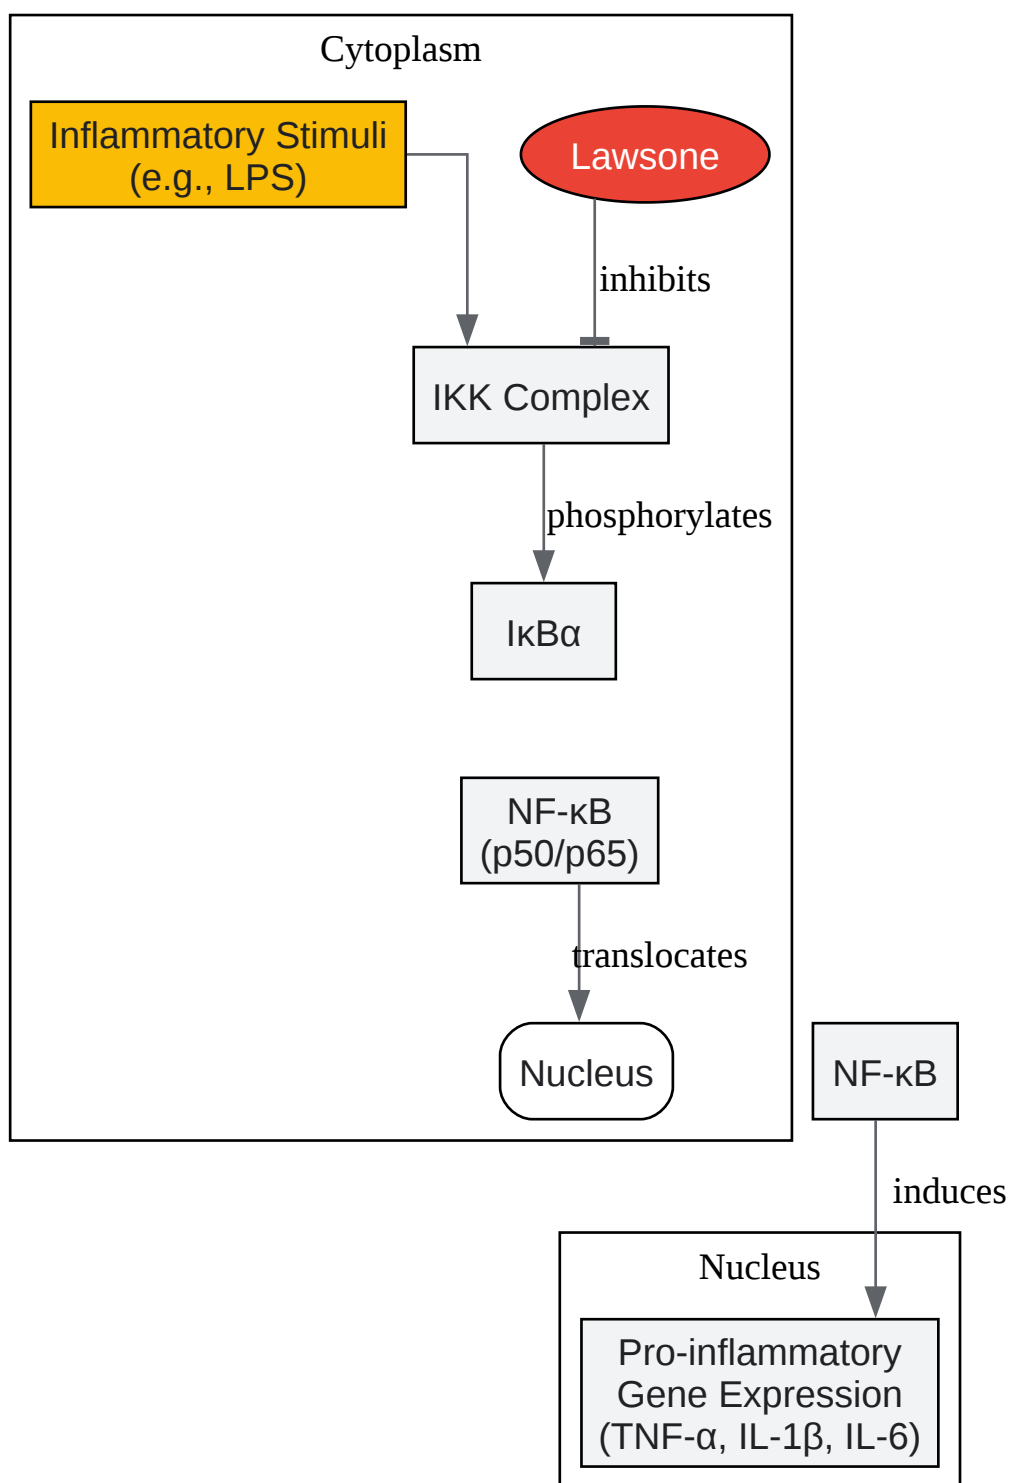 Cytoplasm
Inflammatory Stimuli
(e.g., LPS)
Lawsone
inhibits
IKK Complex
phosphorylates
IκBα
NF-κB
(p50/p65)
translocates
Nucleus
NF-κB
induces
Nucleus
Pro-inflammatory
Gene Expression
(TNF-α, IL-1β, IL-6)